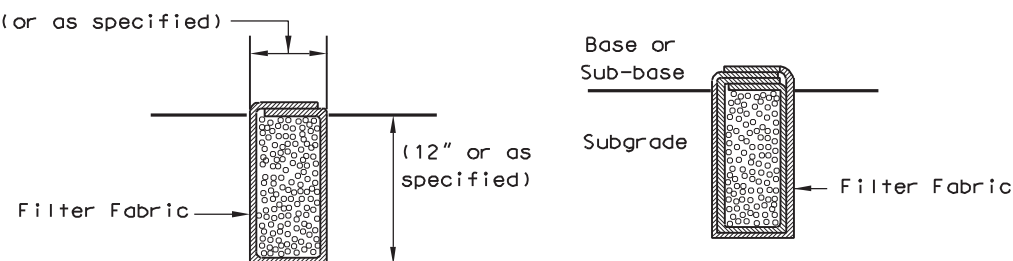 (or as specified)
(12" or as
specified)
Filter Fabric
Base or
Sub-base
Subgrade
Filter Fabric